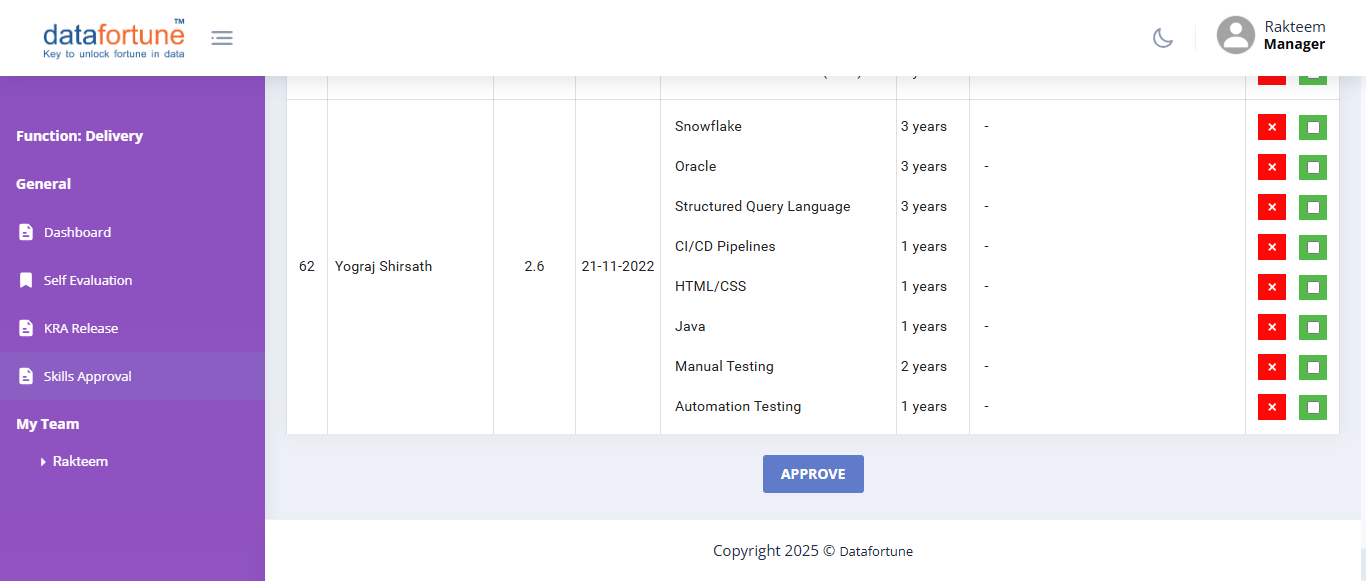 datafortune™
Key to unlock fortune in data
Rakteem
Manager
Function: Delivery
General
Dashboard
Self Evaluation
KRA Release
Skills Approval
My Team
Rakteem
62 Yograj Shirsath 2.6 21-11-2022
Snowflake 3 years -
Oracle 3 years -
Structured Query Language 3 years -
CI/CD Pipelines 1 years -
HTML/CSS 1 years -
Java 1 years -
Manual Testing 2 years -
Automation Testing 1 years -
APPROVE
Copyright 2025 © Datafortune